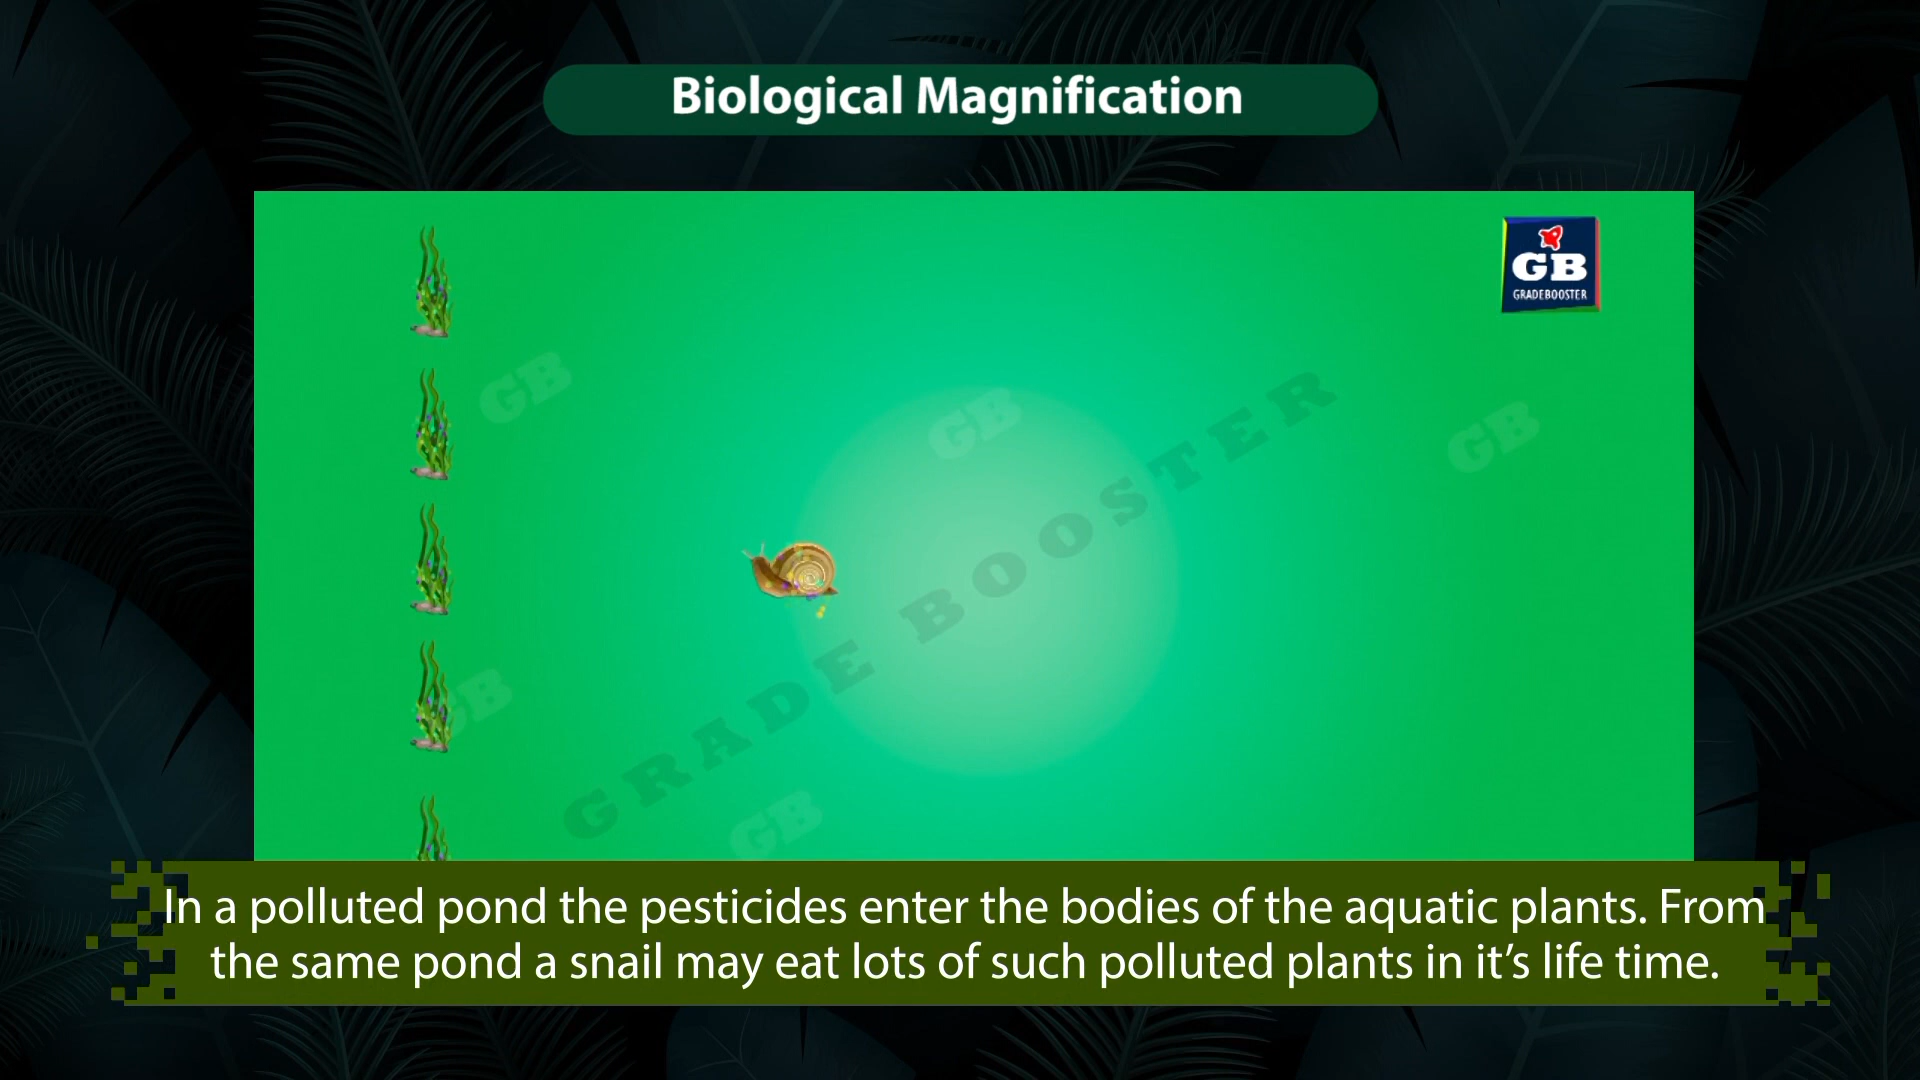 Biological Magnification
GB
GRADEBOOSTER
GB
GB
GB
GRADE BOOSTER
GB
GB
In a polluted pond the pesticides enter the bodies of the aquatic plants. From
the same pond a snail may eat lots of such polluted plants in it’s life time.